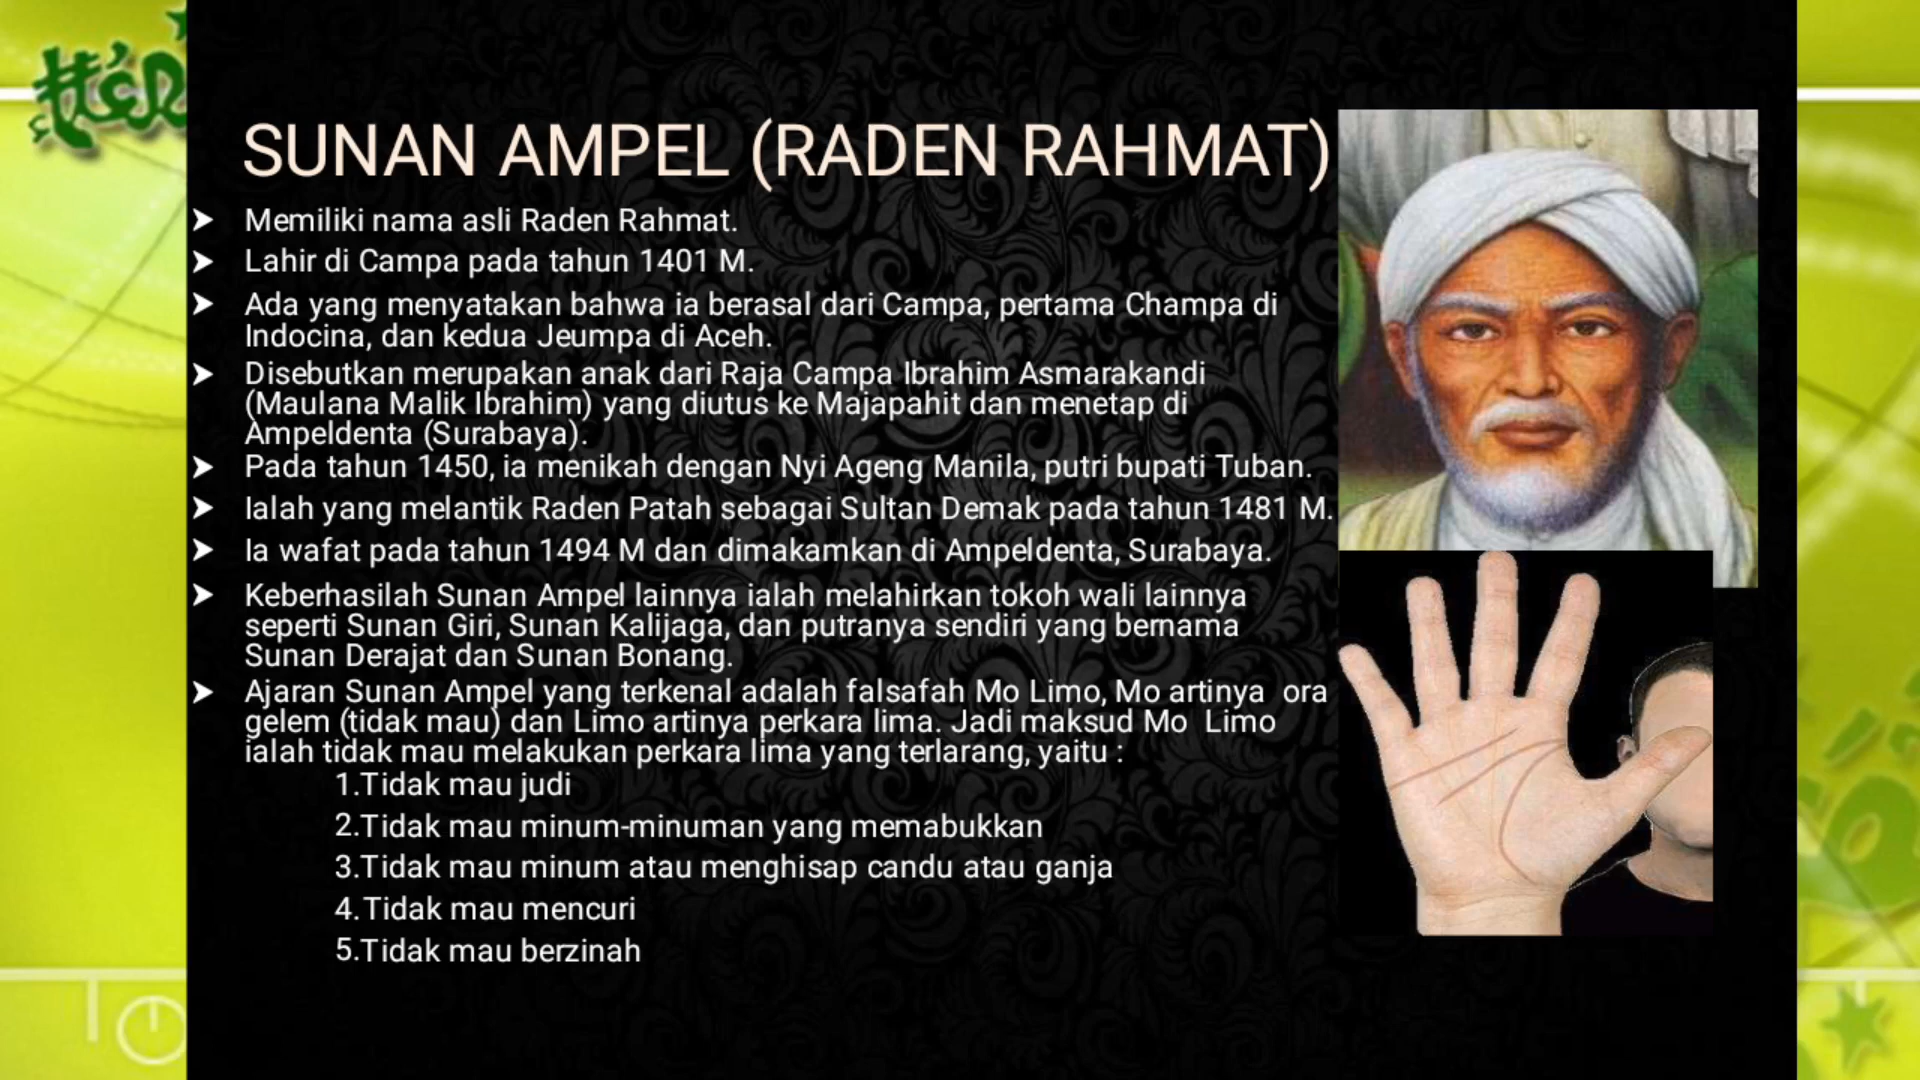 SUNAN AMPEL (RADEN RAHMAT)
➤ Memiliki nama asli Raden Rahmat.
➤ Lahir di Campa pada tahun 1401 M.
➤ Ada yang menyatakan bahwa ia berasal dari Campa, pertama Champa di
Indocina, dan kedua Jeumpa di Aceh.
➤ Disebutkan merupakan anak dari Raja Campa Ibrahim Asmarakandi
(Maulana Malik Ibrahim) yang diutus ke Majapahit dan menetap di
Ampeldenta (Surabaya).
➤ Pada tahun 1450, ia menikah dengan Nyi Ageng Manila, putri bupati Tuban.
➤ Ialah yang melantik Raden Patah sebagai Sultan Demak pada tahun 1481 M.
➤ Ia wafat pada tahun 1494 M dan dimakamkan di Ampeldenta, Surabaya.
➤ Keberhasilah Sunan Ampel lainnya ialah melahirkan tokoh wali lainnya
seperti Sunan Giri, Sunan Kalijaga, dan putranya sendiri yang bernama
Sunan Derajat dan Sunan Bonang.
➤ Ajaran Sunan Ampel yang terkenal adalah falsafah Mo Limo, Mo artinya ora
gelem (tidak mau) dan Limo artinya perkara lima. Jadi maksud Mo Limo
ialah tidak mau melakukan perkara lima yang terlarang, yaitu :
1.Tidak mau judi
2.Tidak mau minum-minuman yang memabukkan
3.Tidak mau minum atau menghisap candu atau ganja
4.Tidak mau mencuri
5.Tidak mau berzinah